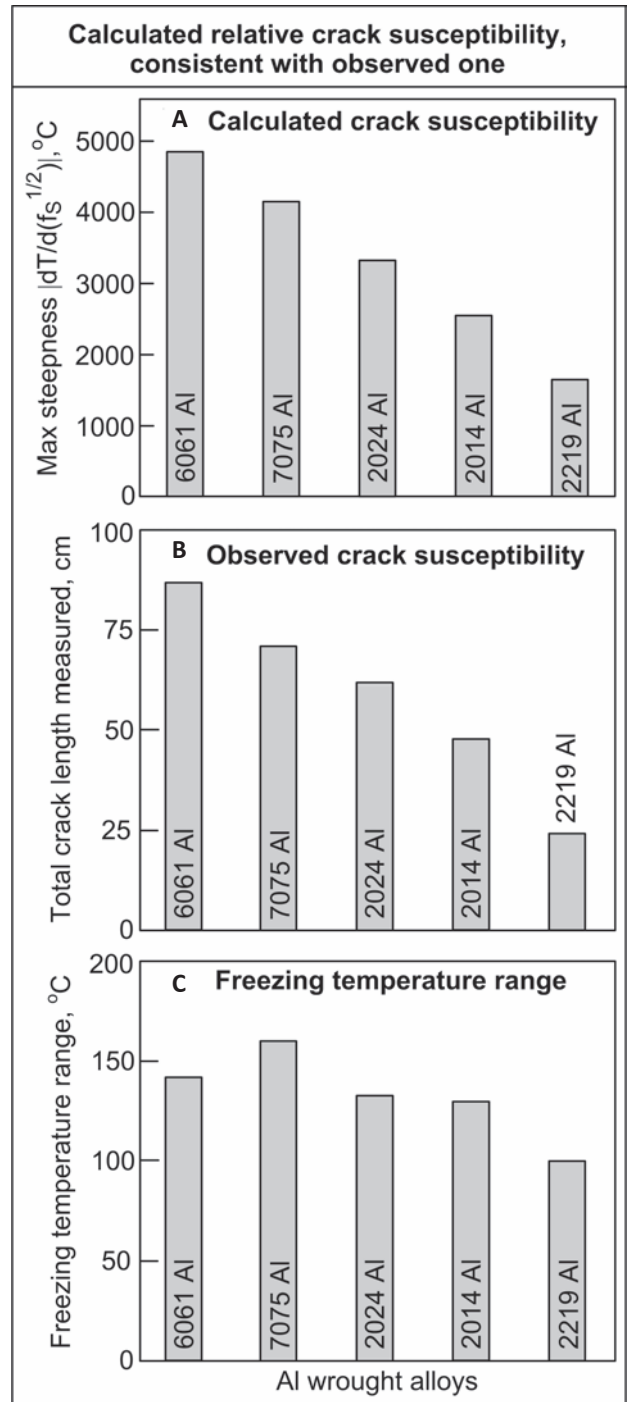 Calculated relative crack susceptibility,
consistent with observed one
A Calculated crack susceptibility
Max steepness |dT/d(fS^1/2)|,°C
5000
4000
3000
2000
1000
0
6061 Al
7075 Al
2024 Al
2014 Al
2219 Al
B Observed crack susceptibility
Total crack length measured, cm
100
75
50
25
0
6061 Al
7075 Al
2024 Al
2014 Al
2219 Al
C Freezing temperature range
Freezing temperature range, °C
200
150
100
50
0
6061 Al
7075 Al
2024 Al
2014 Al
2219 Al
Al wrought alloys